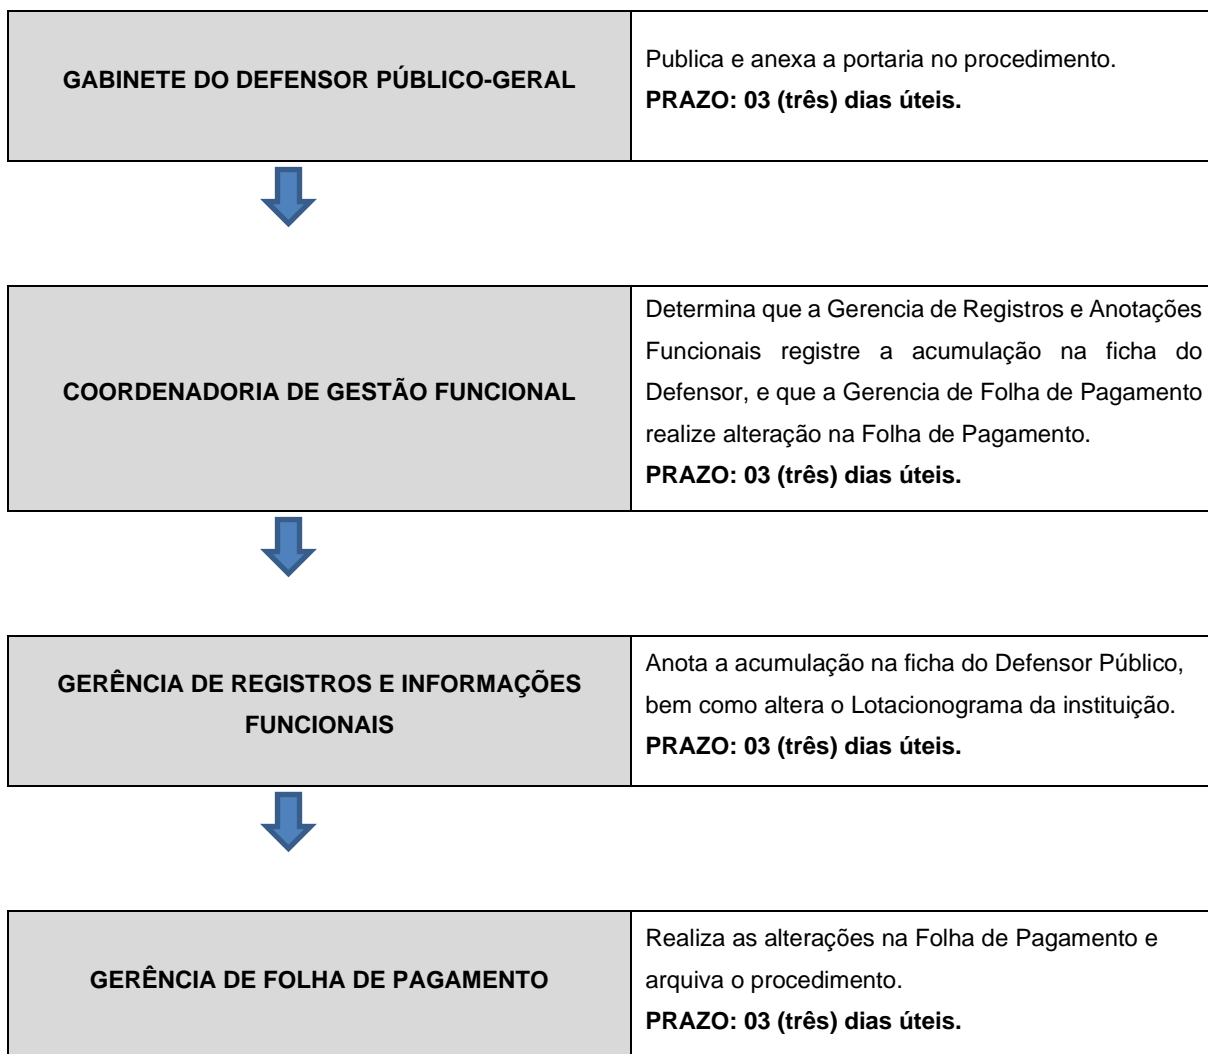 GABINETE DO DEFENSOR PÚBLICO-GERAL
Publica e anexa a portaria no procedimento.
PRAZO: 03 (três) dias úteis.
COORDENADORIA DE GESTÃO FUNCIONAL
Determina que a Gerencia de Registros e Anotações
Funcionais registre a acumulação na ficha do
Defensor, e que a Gerencia de Folha de Pagamento
realize alteração na Folha de Pagamento.
PRAZO: 03 (três) dias úteis.
GERÊNCIA DE REGISTROS E INFORMAÇÕES
FUNCIONAIS
Anota a acumulação na ficha do Defensor Público,
bem como altera o Lotacionograma da instituição.
PRAZO: 03 (três) dias úteis.
GERÊNCIA DE FOLHA DE PAGAMENTO
Realiza as alterações na Folha de Pagamento e
arquiva o procedimento.
PRAZO: 03 (três) dias úteis.